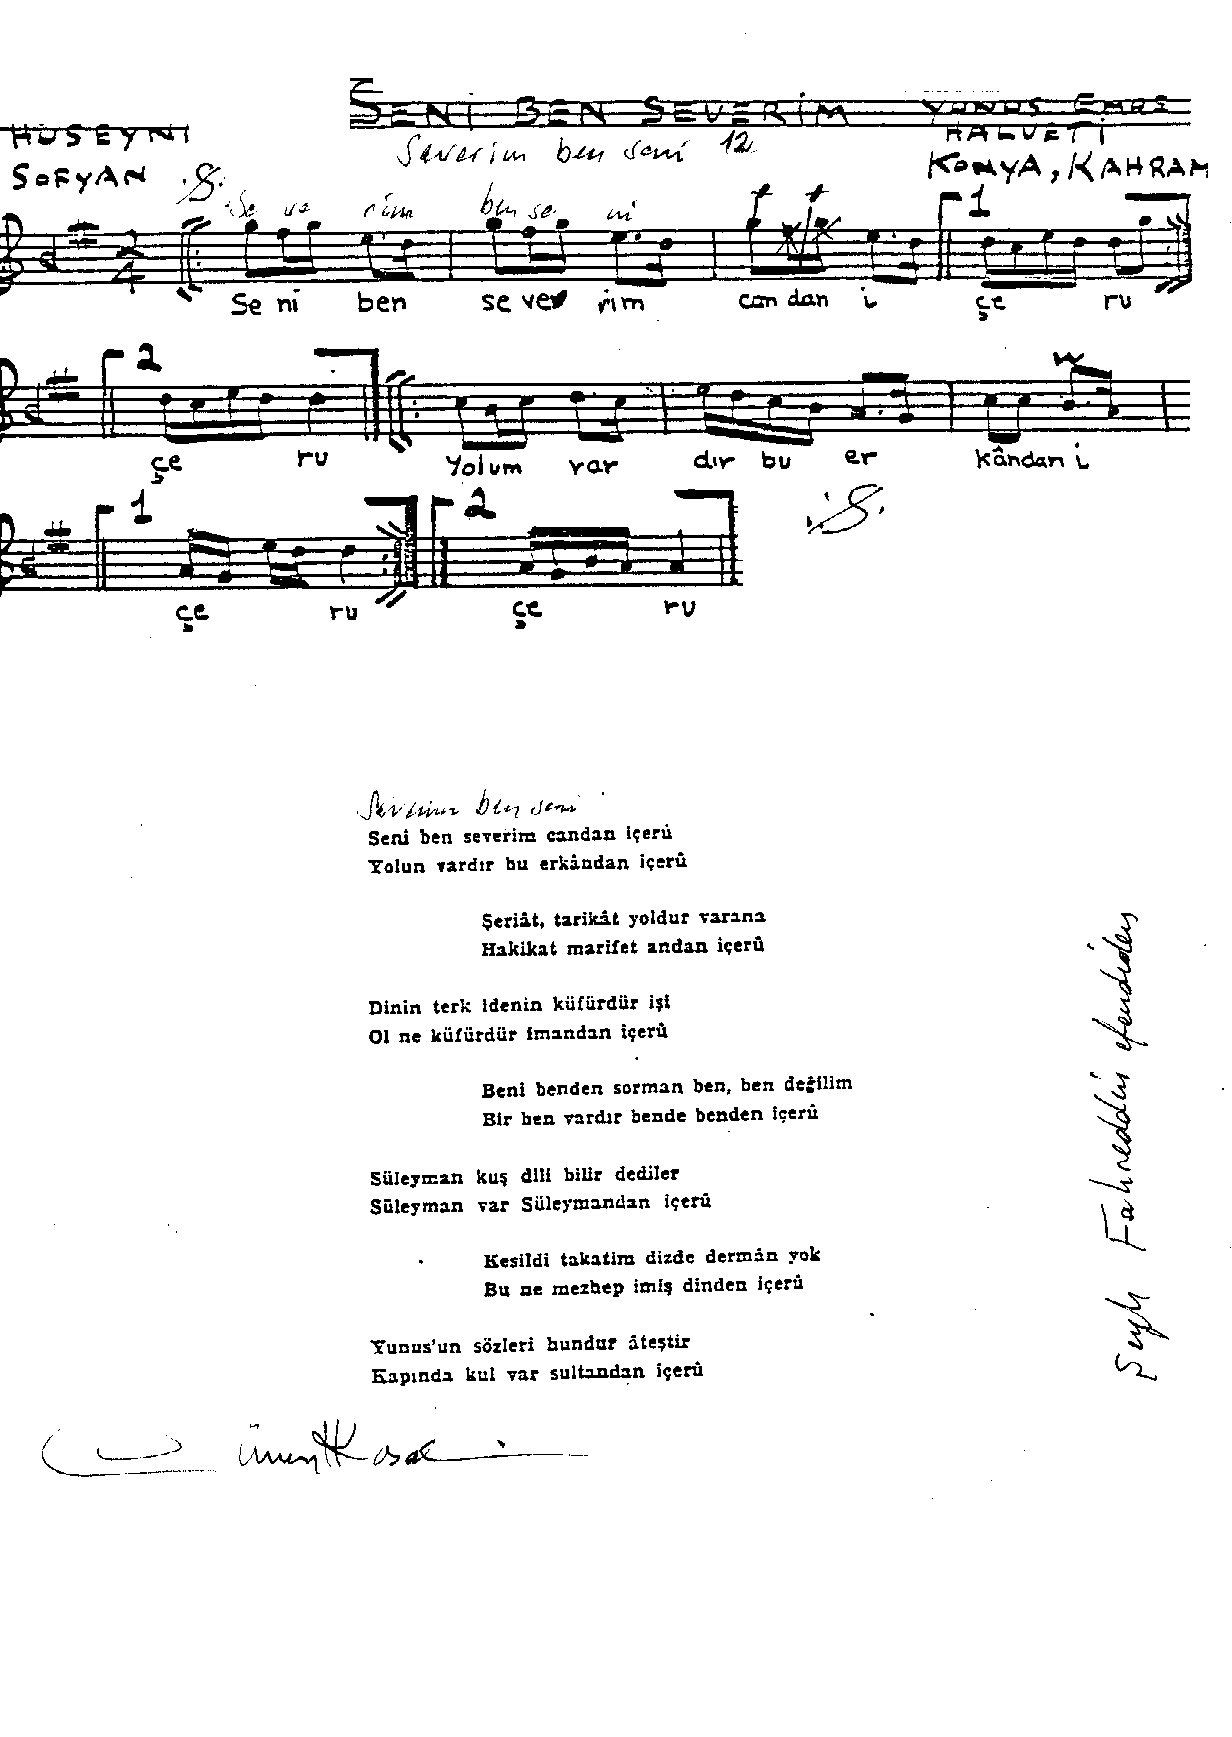 SENİ BEN SEVERİM
YUNUS EMRE
HÜSEYNİ
HALVETİ
Severim ben seni 12
SOFYAN
KONYA, KAHRAM
Se ve rim ben se ni
1
2 4
Se ni ben se ve rim can dan i çe ru
2
çe ru Yolum var dır bu er kândan i
1 2
çe ru çe ru
Severim ben seni
Seni ben severim candan içerû
Yolun vardır bu erkândan içerû
Şeriât, tarikât yoldur varana
Hakikat marifet andan içerû
Dinin terk idenin küfürdür işi
Ol ne küfürdür imandan içerû
Beni benden sorman ben, ben değilim
Bir ben vardır bende benden içerû
Süleyman kuş dili bilir dediler
Süleyman var Süleymandan içerû
Kesildi takatim dizde dermân yok
Bu ne mezhep imiş dinden içerû
Yunus'un sözleri hundur âteştir
Kapında kul var sultandan içerû
Şeyh Fahreddin efendiden
Cüneyt Kosal